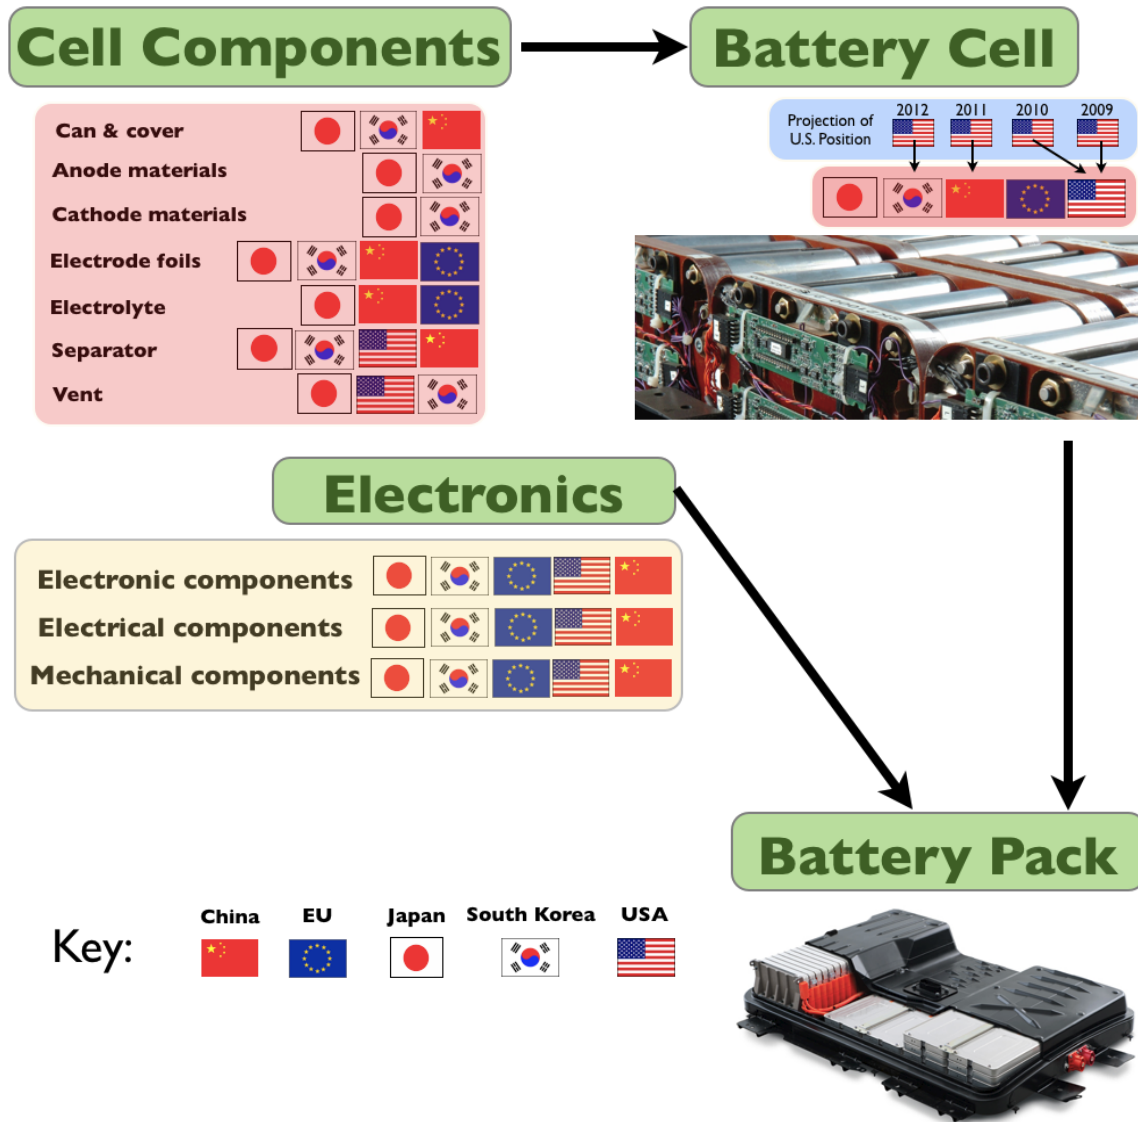 Cell Components
Battery Cell
Can & cover
Anode materials
Cathode materials
Electrode foils
Electrolyte
Separator
Vent
Projection of
U.S. Position
2012 2011 2010 2009
Electronics
Electronic components
Electrical components
Mechanical components
Battery Pack
Key:
China EU Japan South Korea USA